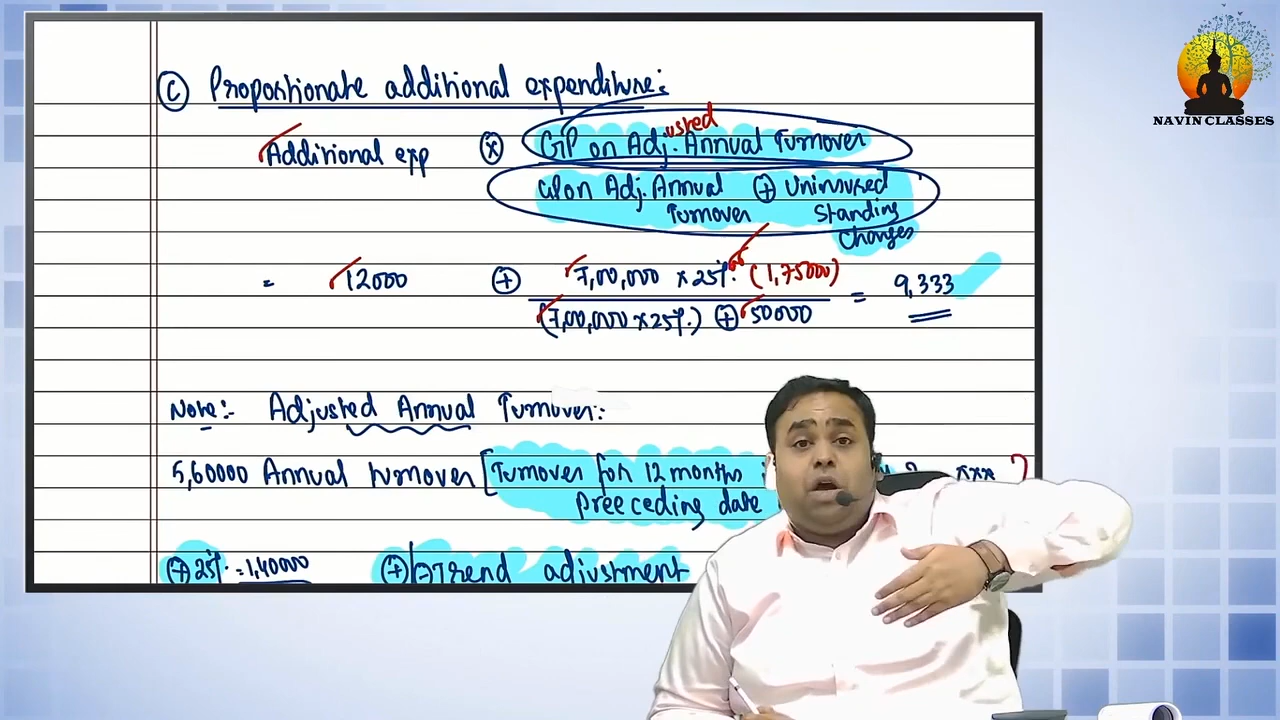 NAVIN CLASSES
(C) Proportionate additional expenditure:
Additional exp (×) GP on Adjusted. Annual Turnover
GP on Adj. Annual (+) Uninsured
Turnover Standing
Charges
= 12000 (+) 7,00,000 × 25%. (1,75000) = 9,333
(7,00,000 × 25%.) (+) 50000
Note:- Adjusted Annual Turnover:
5,60000 Annual turnover [Turnover for 12 months
preeceding date
(+) 25% = 1,40000 (+)/(-) Trend adjustment